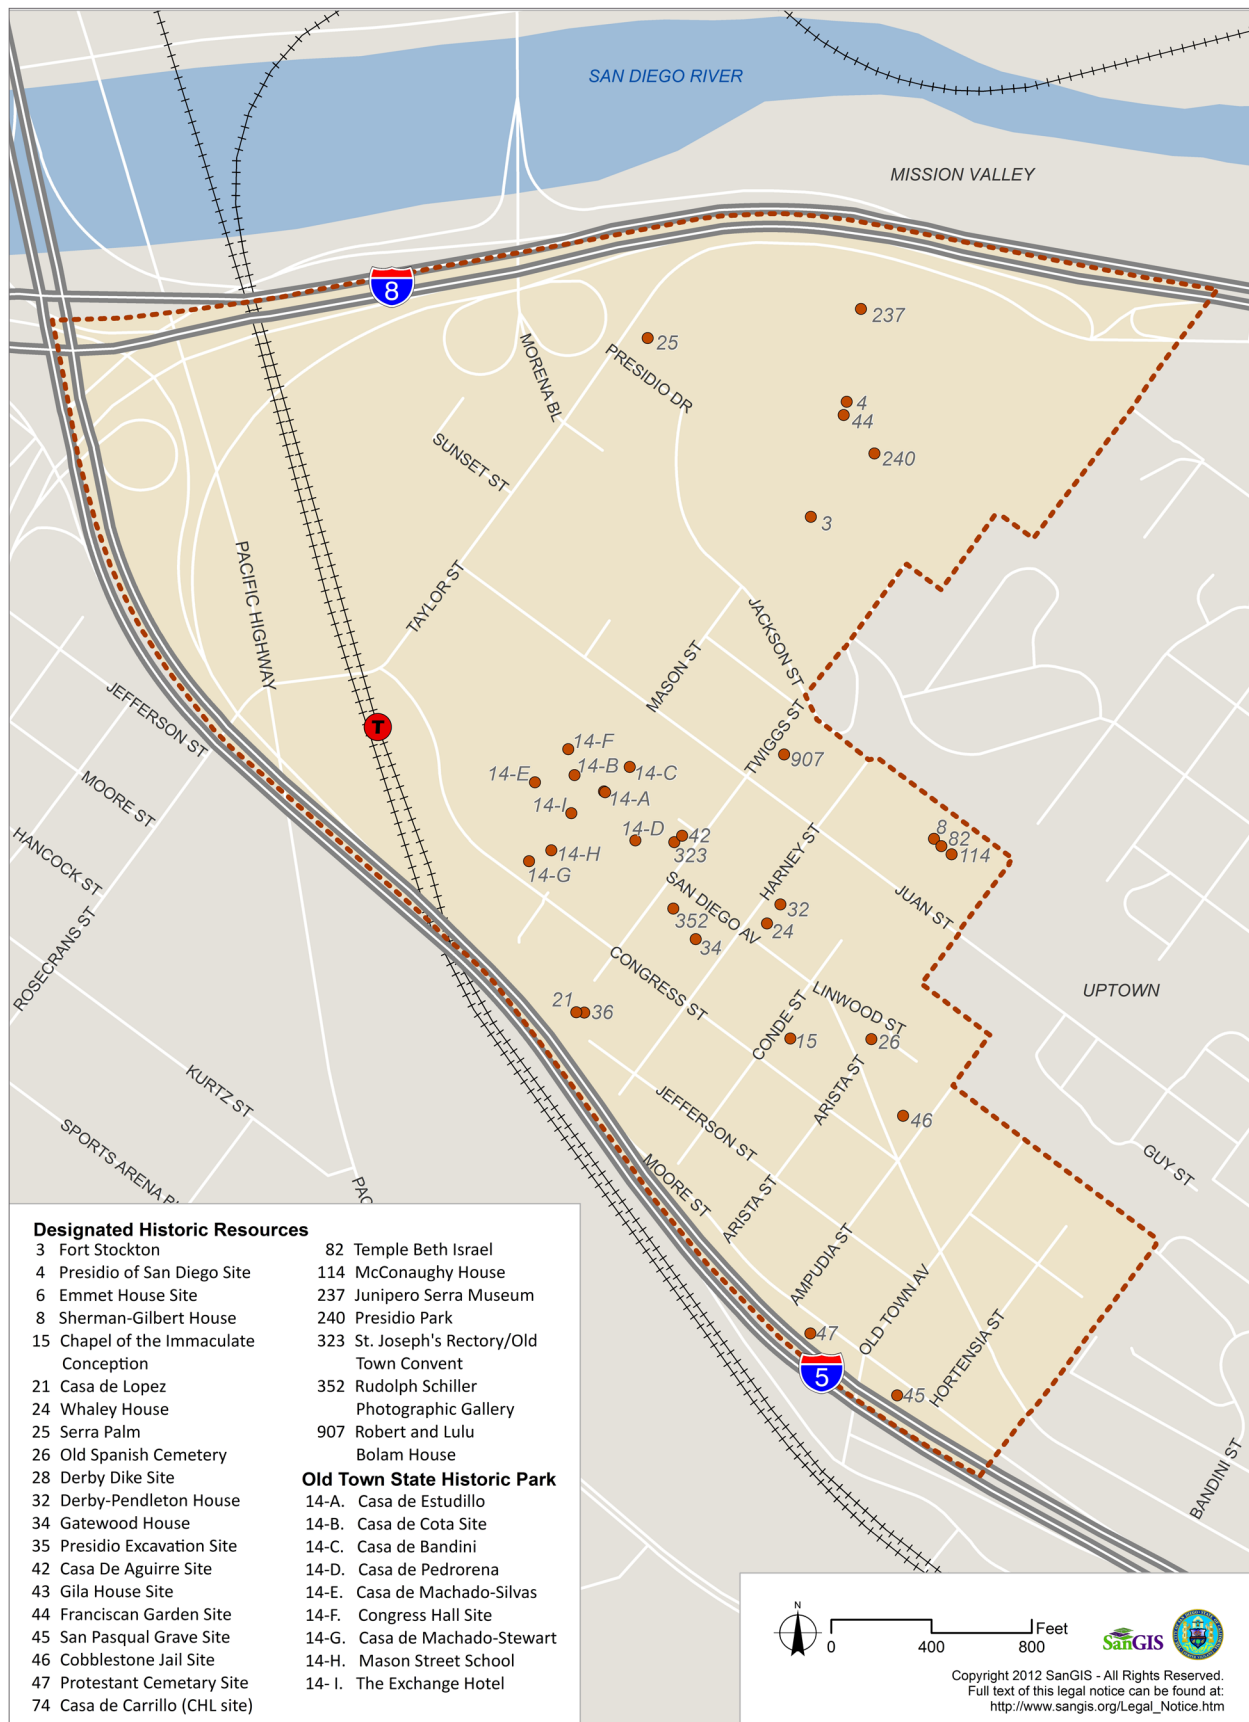 SAN DIEGO RIVER
MISSION VALLEY
8
237
25
MORENA BL
PRESIDIO DR
4
44
SUNSET ST
240
3
PACIFIC HIGHWAY
TAYLOR ST
JACKSON ST
MASON ST
JEFFERSON ST
TWIGGS ST
14-F
907
14-B
14-C
14-E
MOORE ST
14-A
14-I
14-D
42
8
82
323
HARNEY ST
114
HANCOCK ST
14-H
14-G
SAN DIEGO AV
JUAN ST
32
352
24
ROSECRANS ST
34
CONGRESS ST
UPTOWN
21
36
LINWOOD ST
CONDE ST
15
26
KURTZ ST
ARISTA ST
JEFFERSON ST
46
SPORTS ARENA
GUY ST
MOORE ST
PAC
ARISTA ST
AMPUDIA ST
OLD TOWN AV
47
HORTENSIA ST
5
45
BANDINI ST
Designated Historic Resources
3 Fort Stockton
4 Presidio of San Diego Site
6 Emmet House Site
8 Sherman-Gilbert House
15 Chapel of the Immaculate
Conception
21 Casa de Lopez
24 Whaley House
25 Serra Palm
26 Old Spanish Cemetery
28 Derby Dike Site
32 Derby-Pendleton House
34 Gatewood House
35 Presidio Excavation Site
42 Casa De Aguirre Site
43 Gila House Site
44 Franciscan Garden Site
45 San Pasqual Grave Site
46 Cobblestone Jail Site
47 Protestant Cemetary Site
74 Casa de Carrillo (CHL site)
82 Temple Beth Israel
114 McConaughy House
237 Junipero Serra Museum
240 Presidio Park
323 St. Joseph's Rectory/Old
Town Convent
352 Rudolph Schiller
Photographic Gallery
907 Robert and Lulu
Bolam House
Old Town State Historic Park
14-A. Casa de Estudillo
14-B. Casa de Cota Site
14-C. Casa de Bandini
14-D. Casa de Pedrorena
14-E. Casa de Machado-Silvas
14-F. Congress Hall Site
14-G. Casa de Machado-Stewart
14-H. Mason Street School
14- I. The Exchange Hotel
T
N
Feet
0 400 800
SanGIS
Copyright 2012 SanGIS - All Rights Reserved.
Full text of this legal notice can be found at:
http://www.sangis.org/Legal_Notice.htm